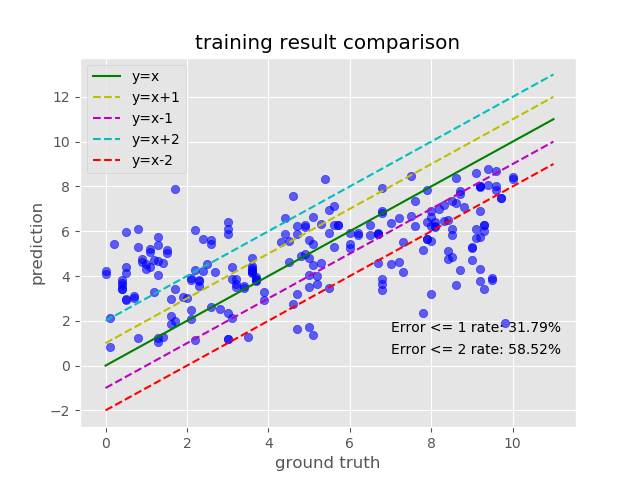 training result comparison
y=x
y=x+1
y=x-1
y=x+2
y=x-2
12
10
8
6
4
2
0
−2
prediction
Error <= 1 rate: 31.79%
Error <= 2 rate: 58.52%
0 2 4 6 8 10
ground truth